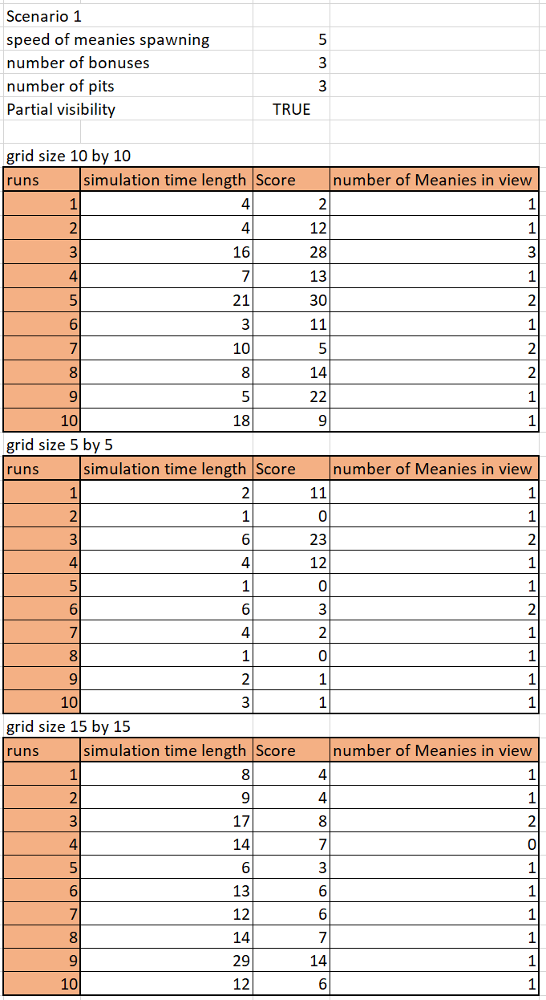 Scenario 1
speed of meanies spawning 5
number of bonuses 3
number of pits 3
Partial visibility TRUE
grid size 10 by 10
runs simulation time length Score number of Meanies in view
1 4 2 1
2 4 12 1
3 16 28 3
4 7 13 1
5 21 30 2
6 3 11 1
7 10 5 2
8 8 14 2
9 5 22 1
10 18 9 1
grid size 5 by 5
runs simulation time length Score number of Meanies in view
1 2 11 1
2 1 0 1
3 6 23 2
4 4 12 1
5 1 0 1
6 6 3 2
7 4 2 1
8 1 0 1
9 2 1 1
10 3 1 1
grid size 15 by 15
runs simulation time length Score number of Meanies in view
1 8 4 1
2 9 4 1
3 17 8 2
4 14 7 0
5 6 3 1
6 13 6 1
7 12 6 1
8 14 7 1
9 29 14 1
10 12 6 1